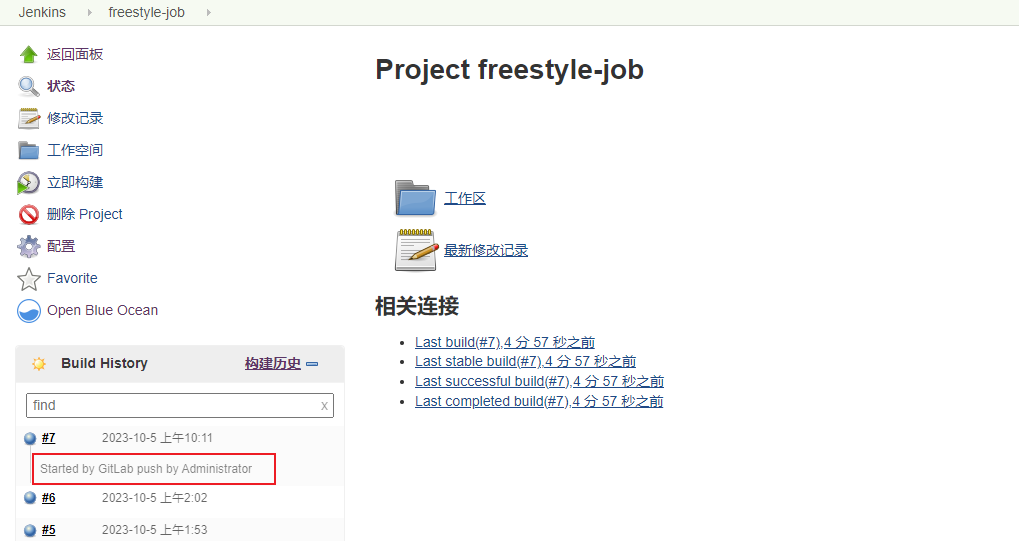 Jenkins freestyle-job
返回面板
状态
修改记录
工作空间
立即构建
删除 Project
配置
Favorite
Open Blue Ocean
Build History 构建历史
find x
#7 2023-10-5 上午10:11
Started by GitLab push by Administrator
#6 2023-10-5 上午2:02
#5 2023-10-5 上午1:53
Project freestyle-job
工作区
最新修改记录
相关连接
Last build(#7),4 分 57 秒之前
Last stable build(#7),4 分 57 秒之前
Last successful build(#7),4 分 57 秒之前
Last completed build(#7),4 分 57 秒之前